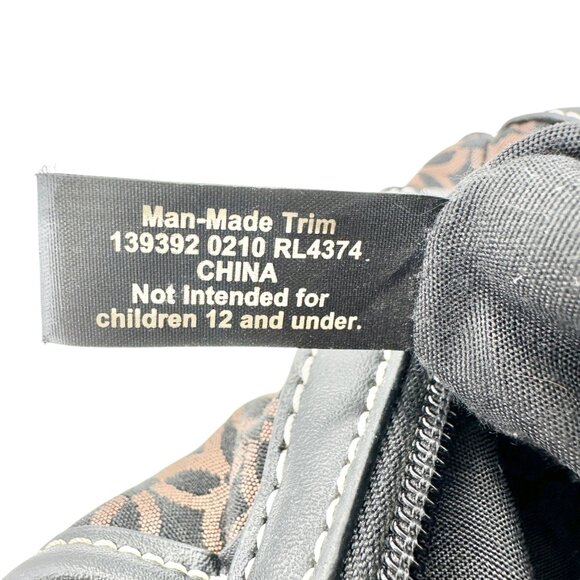 Man-Made Trim
139392 0210 RL4374
CHINA
Not Intended for
children 12 and under.